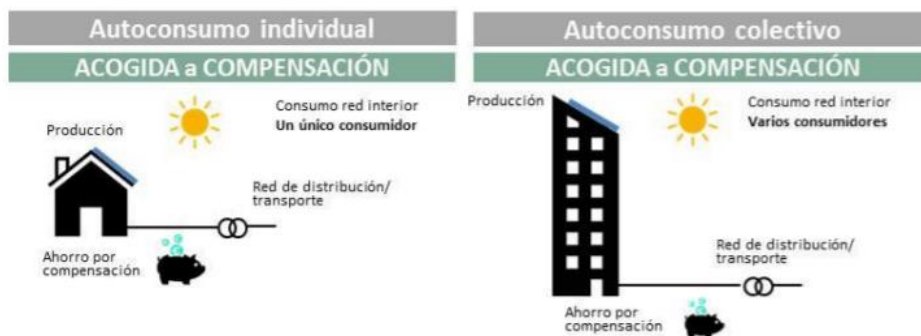 Autoconsumo individual
ACOGIDA a COMPENSACIÓN
Consumo red interior
Un único consumidor
Producción
Red de distribución/
transporte
Ahorro por
compensación
Autoconsumo colectivo
ACOGIDA a COMPENSACIÓN
Producción
Consumo red interior
Varios consumidores
Red de distribución/
transporte
Ahorro por
compensación